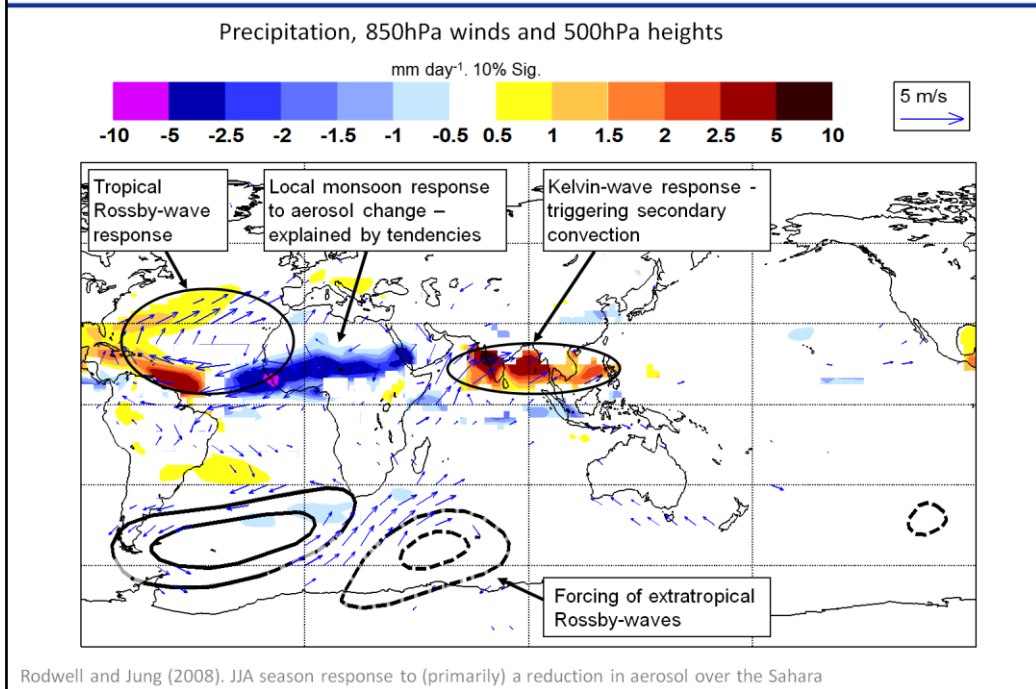 Precipitation, 850hPa winds and 500hPa heights
mm day⁻¹. 10% Sig.
5 m/s
-10 -5 -2.5 -2 -1.5 -1 -0.5 0.5 1 1.5 2 2.5 5 10
Tropical
Rossby-wave
response
Local monsoon response
to aerosol change –
explained by tendencies
Kelvin-wave response -
triggering secondary
convection
Forcing of extratropical
Rossby-waves
Rodwell and Jung (2008). JJA season response to (primarily) a reduction in aerosol over the Sahara